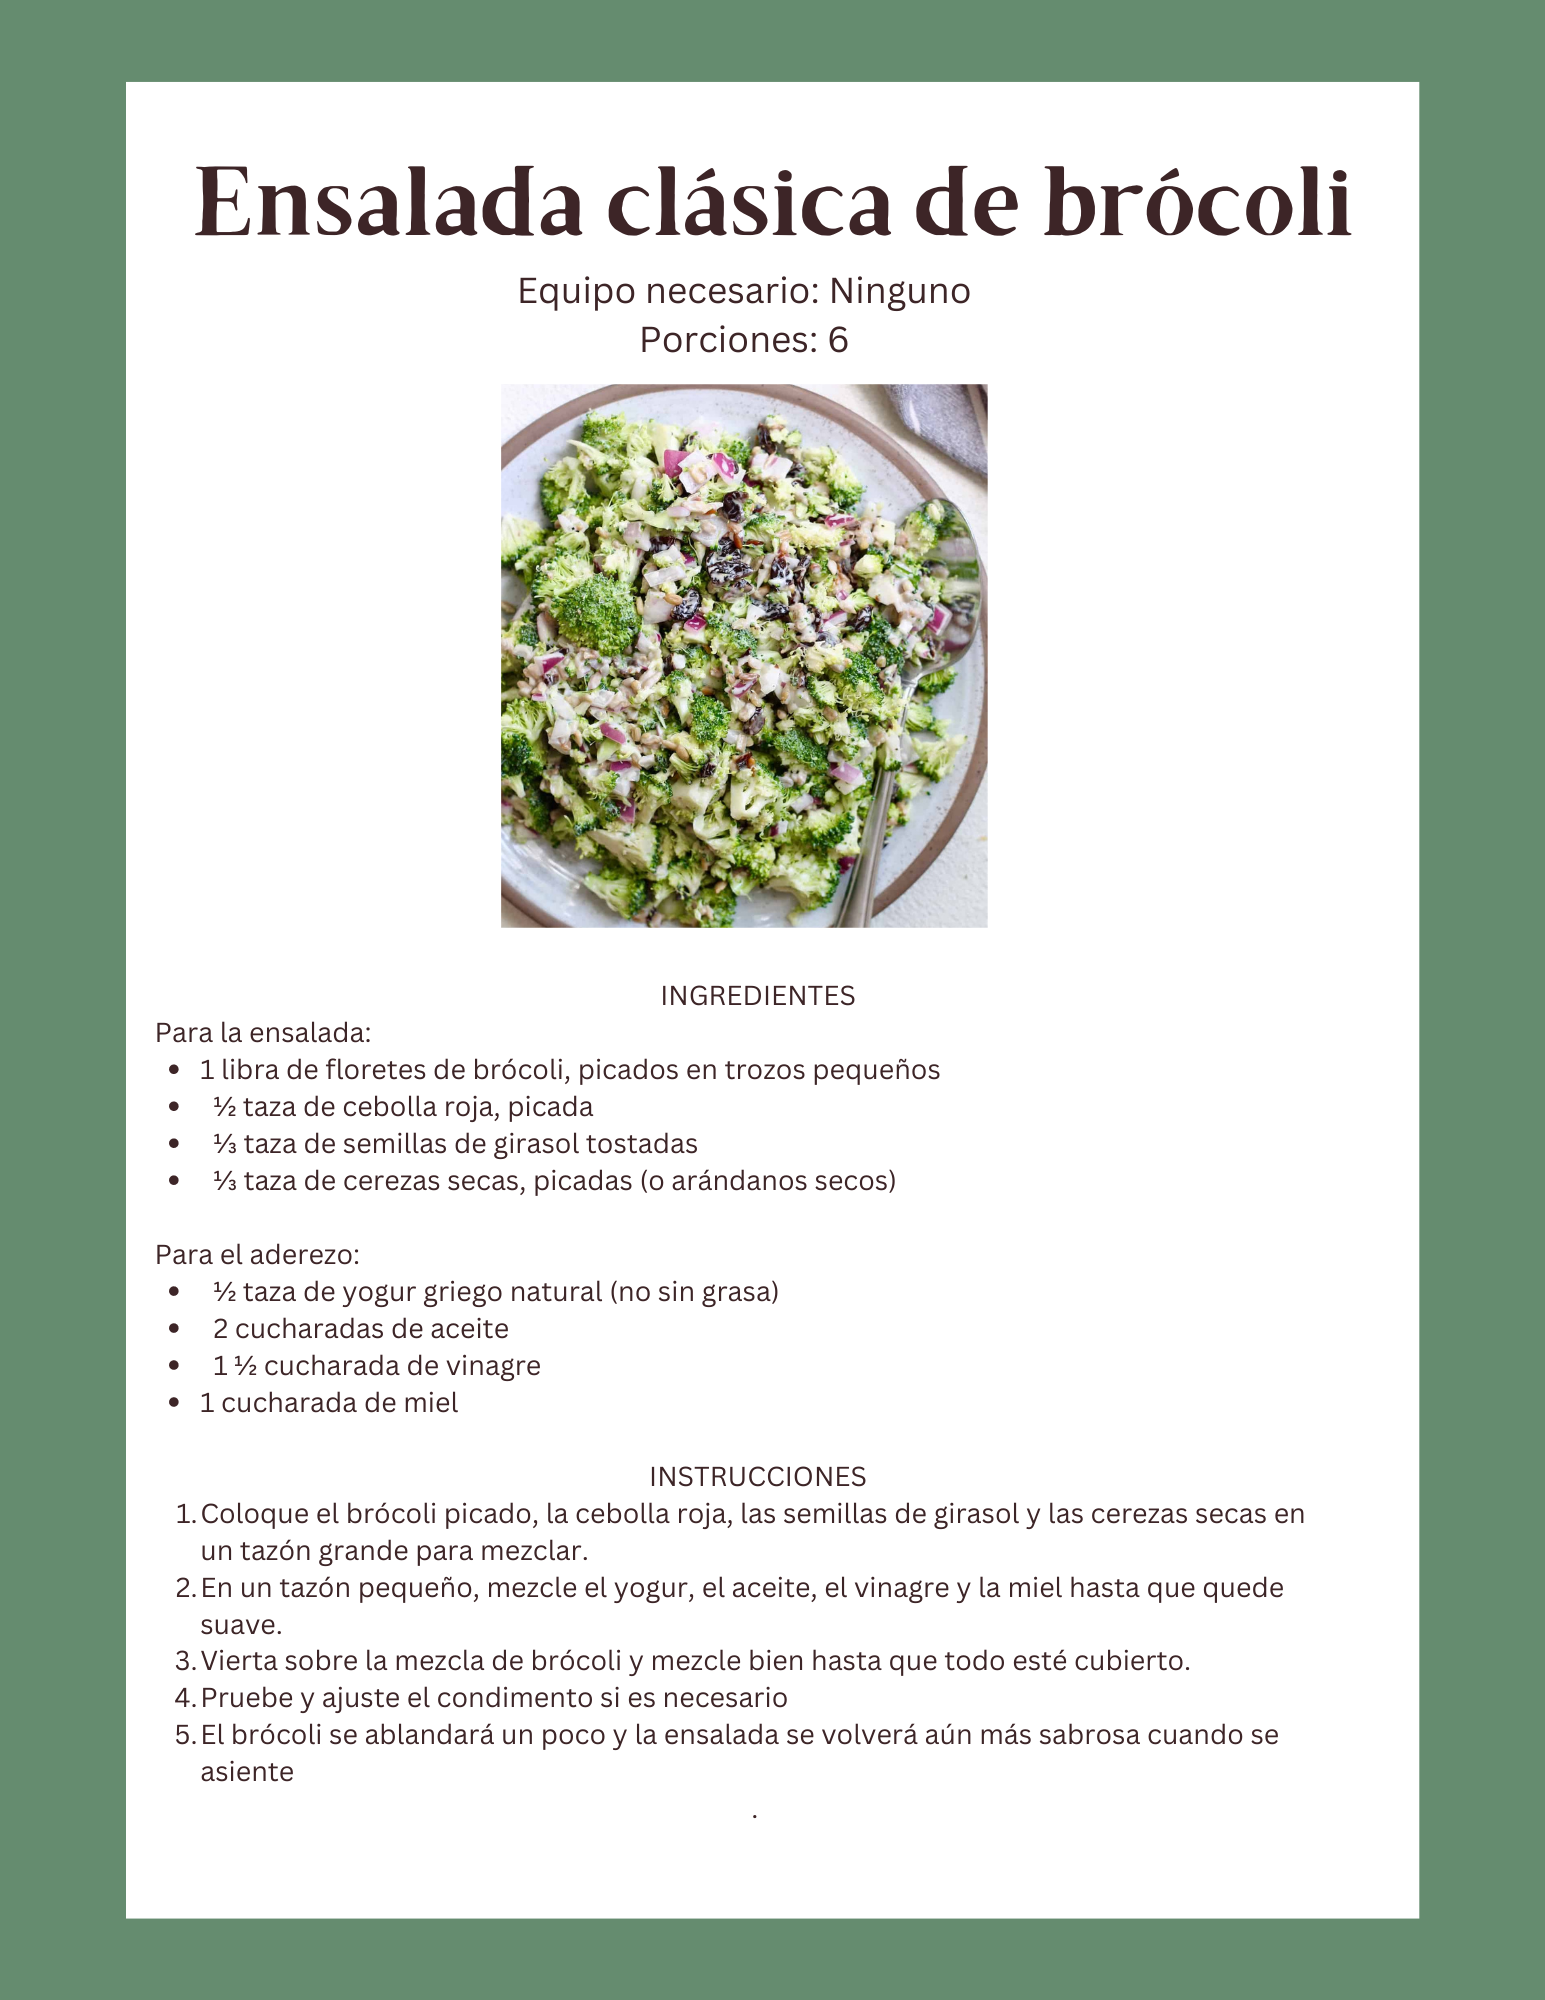 Ensalada clásica de brócoli
Equipo necesario: Ninguno
Porciones: 6
INGREDIENTES
Para la ensalada:
• 1 libra de floretes de brócoli, picados en trozos pequeños
• ½ taza de cebolla roja, picada
• ⅓ taza de semillas de girasol tostadas
• ⅓ taza de cerezas secas, picadas (o arándanos secos)
Para el aderezo:
• ½ taza de yogur griego natural (no sin grasa)
• 2 cucharadas de aceite
• 1 ½ cucharada de vinagre
• 1 cucharada de miel
INSTRUCCIONES
1. Coloque el brócoli picado, la cebolla roja, las semillas de girasol y las cerezas secas en
un tazón grande para mezclar.
2. En un tazón pequeño, mezcle el yogur, el aceite, el vinagre y la miel hasta que quede
suave.
3. Vierta sobre la mezcla de brócoli y mezcle bien hasta que todo esté cubierto.
4. Pruebe y ajuste el condimento si es necesario
5. El brócoli se ablandará un poco y la ensalada se volverá aún más sabrosa cuando se
asiente
.